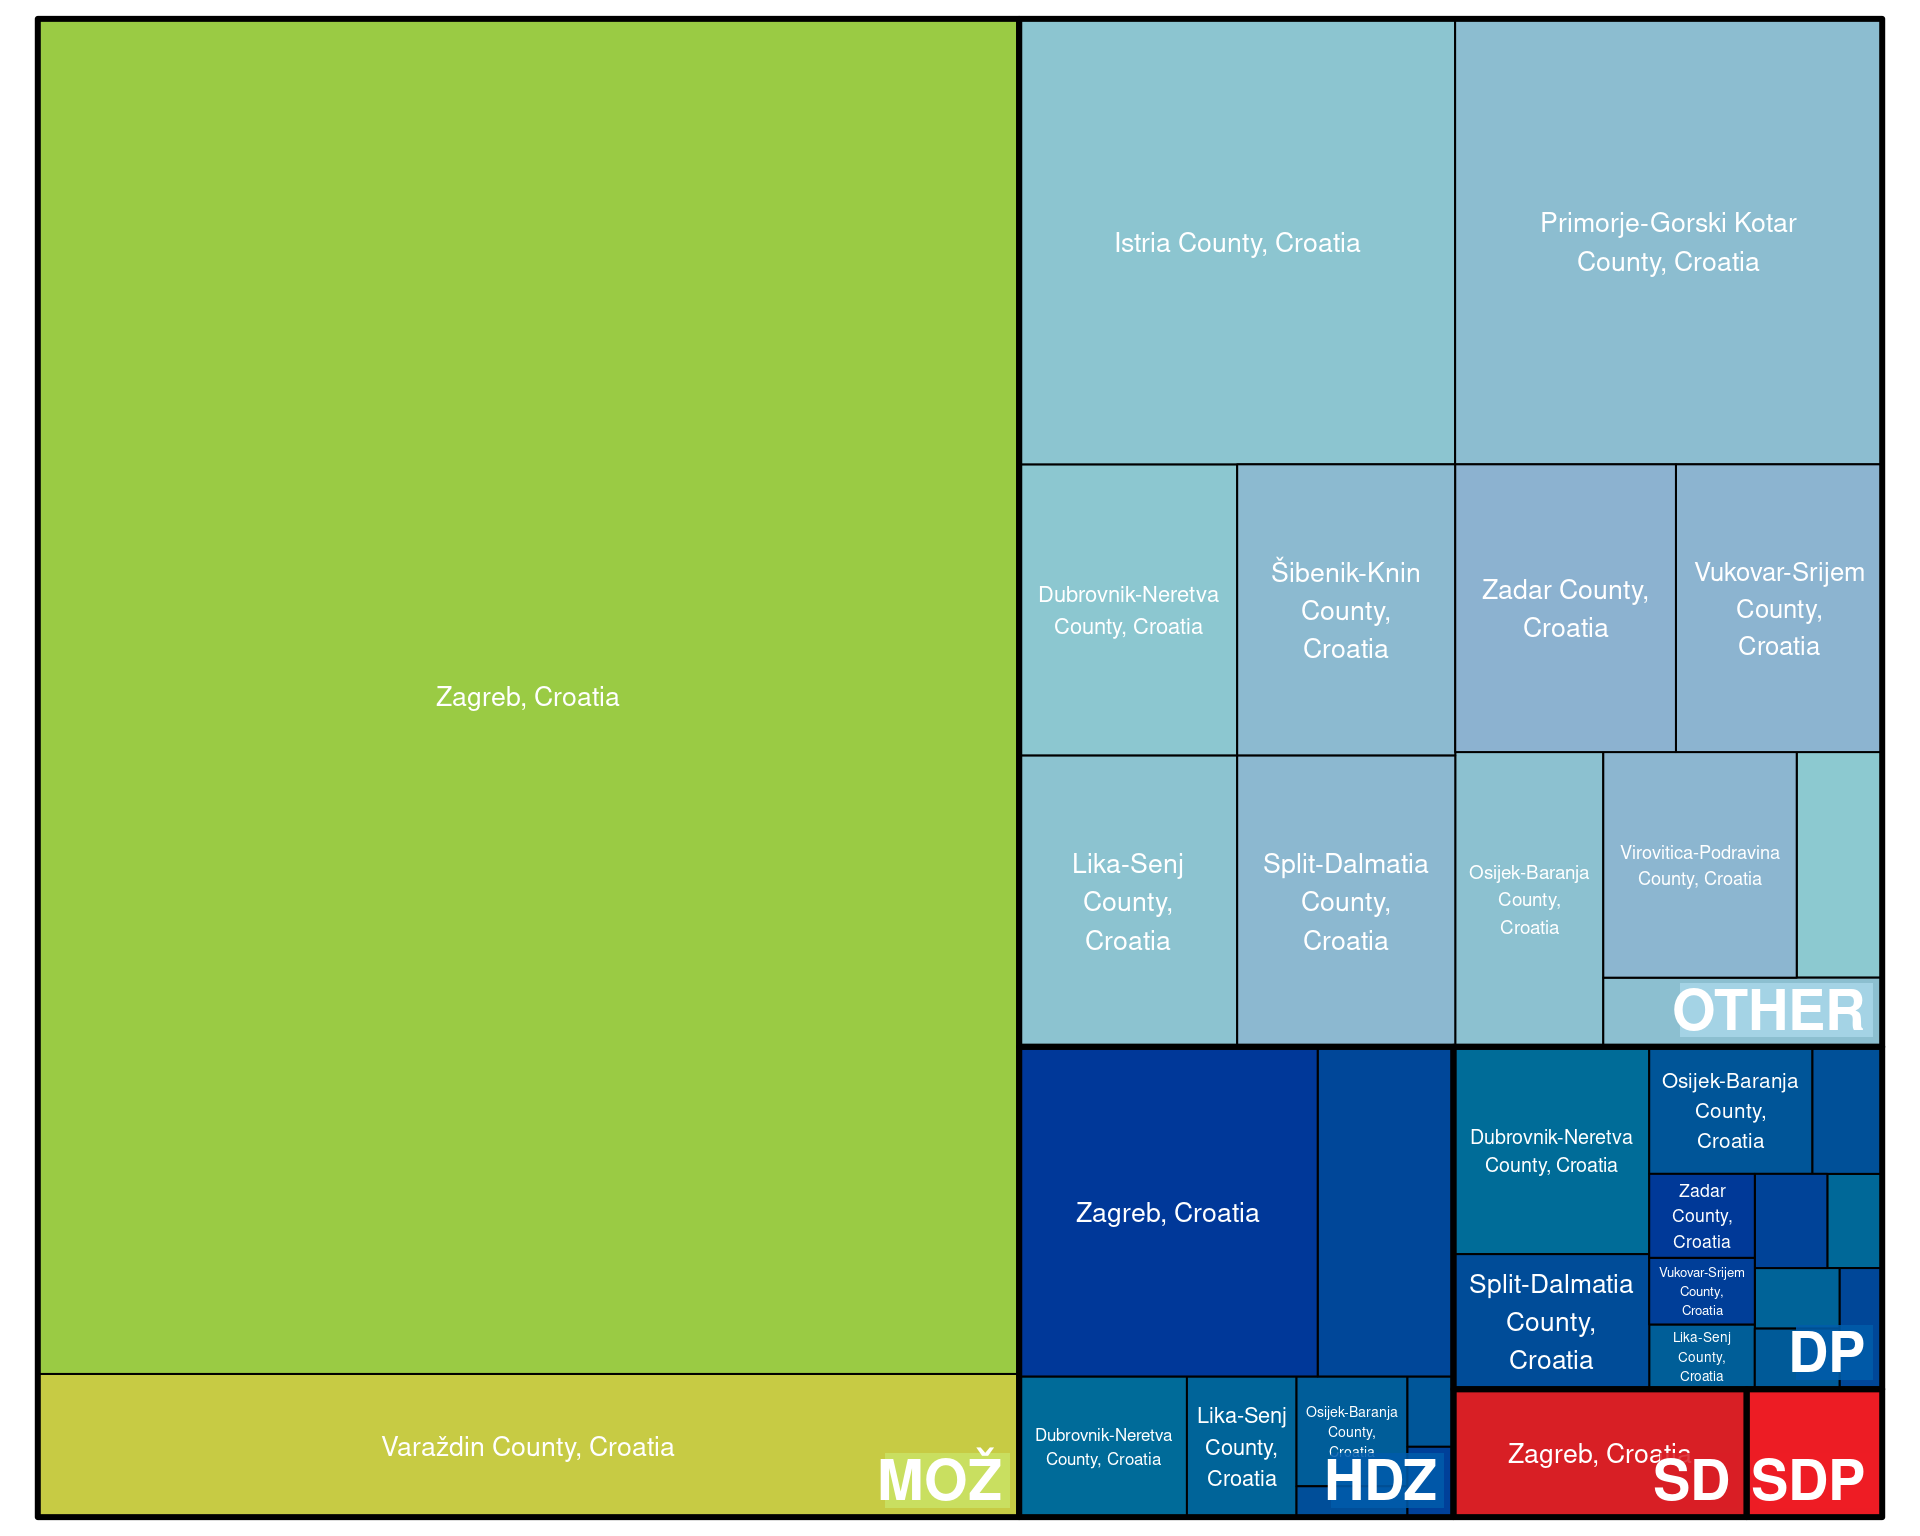 Zagreb, Croatia
Varaždin County, Croatia
MOŽ
Istria County, Croatia
Primorje-Gorski Kotar
County, Croatia
Dubrovnik-Neretva
County, Croatia
Šibenik-Knin
County,
Croatia
Zadar County,
Croatia
Vukovar-Srijem
County,
Croatia
Lika-Senj
County,
Croatia
Split-Dalmatia
County,
Croatia
Osijek-Baranja
County,
Croatia
Virovitica-Podravina
County, Croatia
OTHER
Zagreb, Croatia
Dubrovnik-Neretva
County, Croatia
Lika-Senj
County,
Croatia
Osijek-Baranja
County,
Croatia
HDZ
Dubrovnik-Neretva
County, Croatia
Split-Dalmatia
County,
Croatia
Osijek-Baranja
County,
Croatia
Zadar
County,
Croatia
Vukovar-Srijem
County,
Croatia
Lika-Senj
County,
Croatia
DP
Zagreb, Croatia
SD
SDP